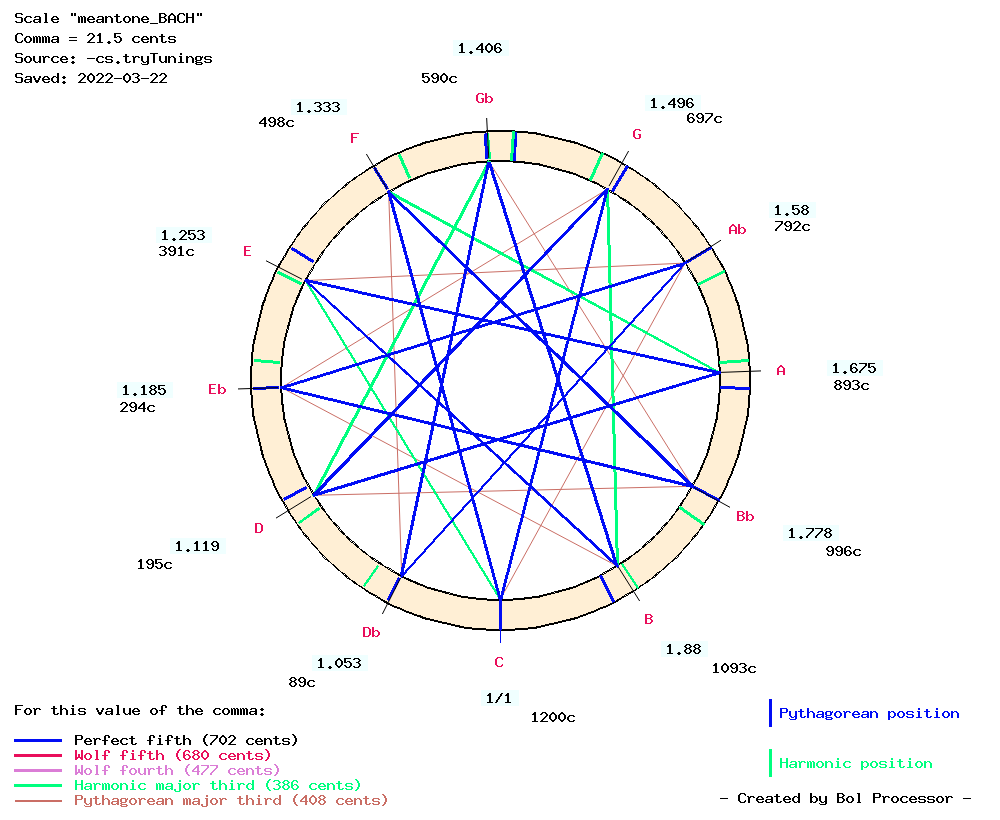 Scale "meantone_BACH"
Comma = 21.5 cents
Source: -cs.tryTunings
Saved: 2022-03-22
1.406
590c
Gb
1.496
697c
G
1.333
498c
F
1.58
792c
Ab
1.253
391c
E
1.675
893c
A
1.185
294c
Eb
1.778
996c
Bb
1.119
195c
D
1.88
1093c
B
1.053
89c
Db
C
1/1
1200c
For this value of the comma:
Perfect fifth (702 cents)
Wolf fifth (680 cents)
Wolf fourth (477 cents)
Harmonic major third (386 cents)
Pythagorean major third (408 cents)
Pythagorean position
Harmonic position
- Created by Bol Processor -